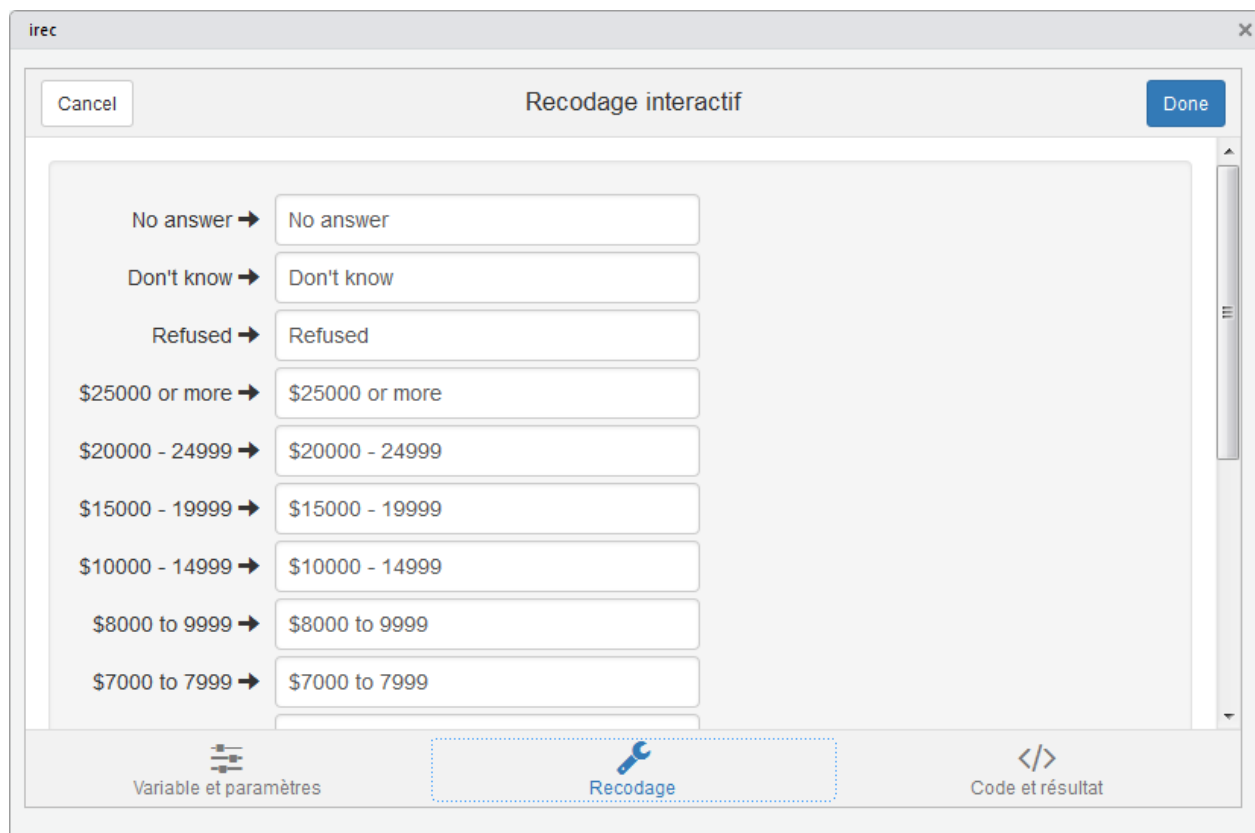 irec
Cancel
Recodage interactif
Done
No answer No answer
Don't know Don't know
Refused Refused
$25000 or more $25000 or more
$20000 - 24999 $20000 - 24999
$15000 - 19999 $15000 - 19999
$10000 - 14999 $10000 - 14999
$8000 to 9999 $8000 to 9999
$7000 to 7999 $7000 to 7999
Variable et paramètres
Recodage
Code et résultat